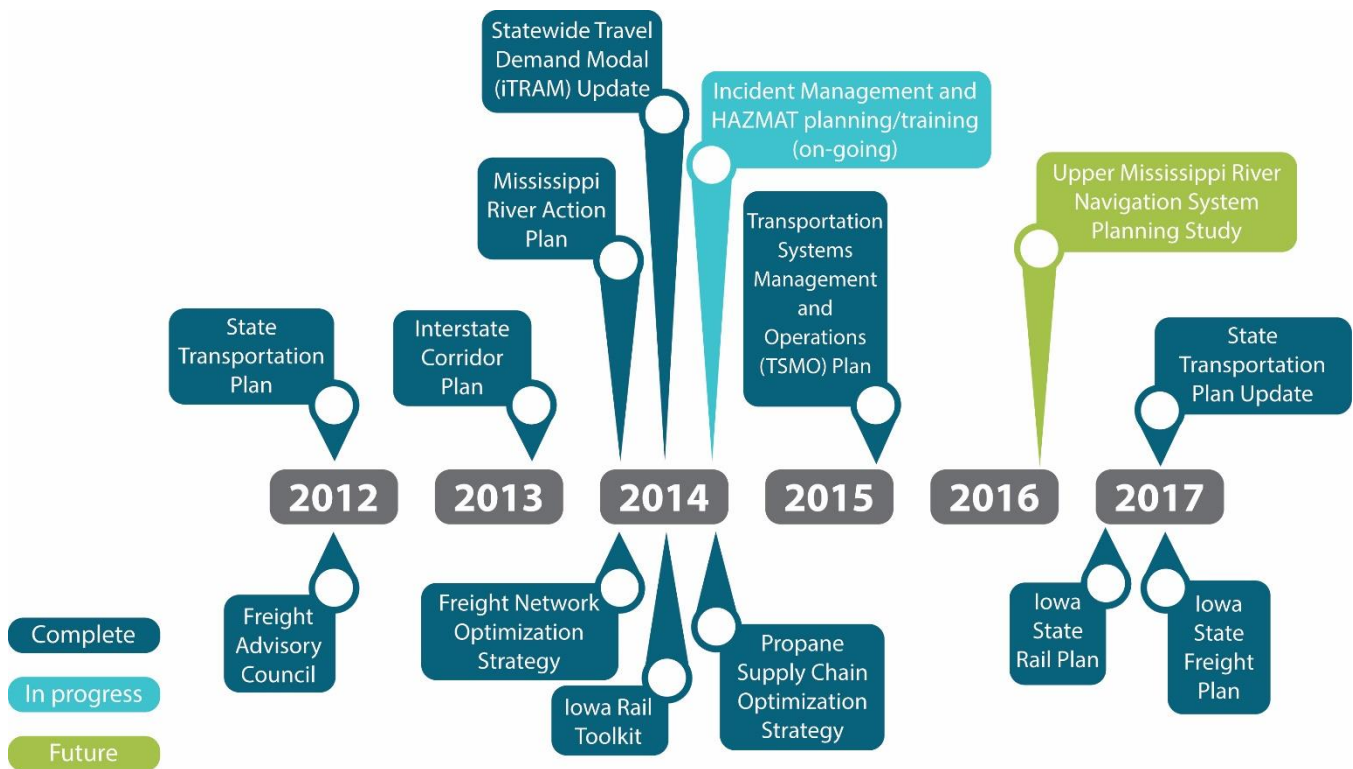 Statewide Travel
Demand Modal
(iTRAM) Update
Incident Management and
HAZMAT planning/training
(on-going)
Mississippi
River Action
Plan
Upper Mississippi River
Navigation System
Planning Study
Transportation
Systems
Management
and
Operations
(TSMO) Plan
State
Transportation
Plan
Interstate
Corridor
Plan
State
Transportation
Plan Update
2012
2013
2014
2015
2016
2017
Freight
Advisory
Council
Freight Network
Optimization
Strategy
Iowa Rail
Toolkit
Propane
Supply Chain
Optimization
Strategy
Iowa
State
Rail Plan
Iowa
State
Freight
Plan
Complete
In progress
Future